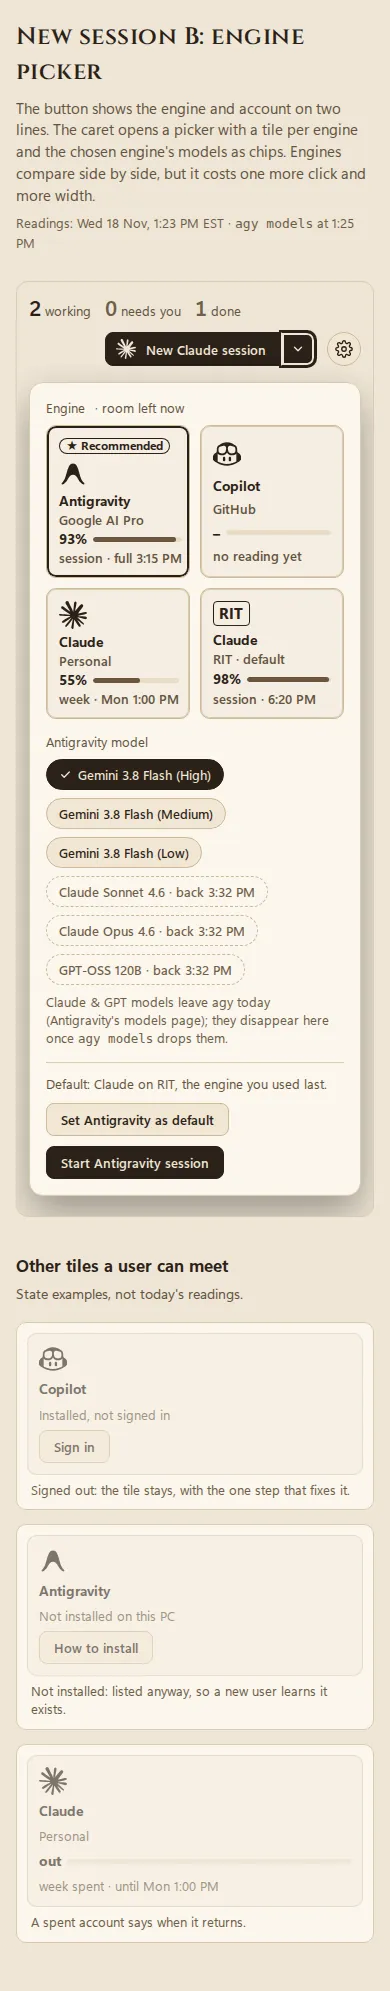 New session B: engine
picker
The button shows the engine and account on two
lines. The caret opens a picker with a tile per engine
and the chosen engine's models as chips. Engines
compare side by side, but it costs one more click and
more width.
Readings: Wed 18 Nov, 1:23 PM EST · agy models at 1:25
PM
2 working 0 needs you 1 done
New Claude session
Engine · room left now
★ Recommended
Antigravity
Google AI Pro
93%
session · full 3:15 PM
Copilot
GitHub
–
no reading yet
Claude
Personal
55%
week · Mon 1:00 PM
RIT
Claude
RIT · default
98%
session · 6:20 PM
Antigravity model
✓ Gemini 3.8 Flash (High)
Gemini 3.8 Flash (Medium)
Gemini 3.8 Flash (Low)
Claude Sonnet 4.6 · back 3:32 PM
Claude Opus 4.6 · back 3:32 PM
GPT-OSS 120B · back 3:32 PM
Claude & GPT models leave agy today
(Antigravity's models page); they disappear here
once agy models drops them.
Default: Claude on RIT, the engine you used last.
Set Antigravity as default
Start Antigravity session
Other tiles a user can meet
State examples, not today's readings.
Copilot
Installed, not signed in
Sign in
Signed out: the tile stays, with the one step that fixes it.
Antigravity
Not installed on this PC
How to install
Not installed: listed anyway, so a new user learns it
exists.
Claude
Personal
out
week spent · until Mon 1:00 PM
A spent account says when it returns.